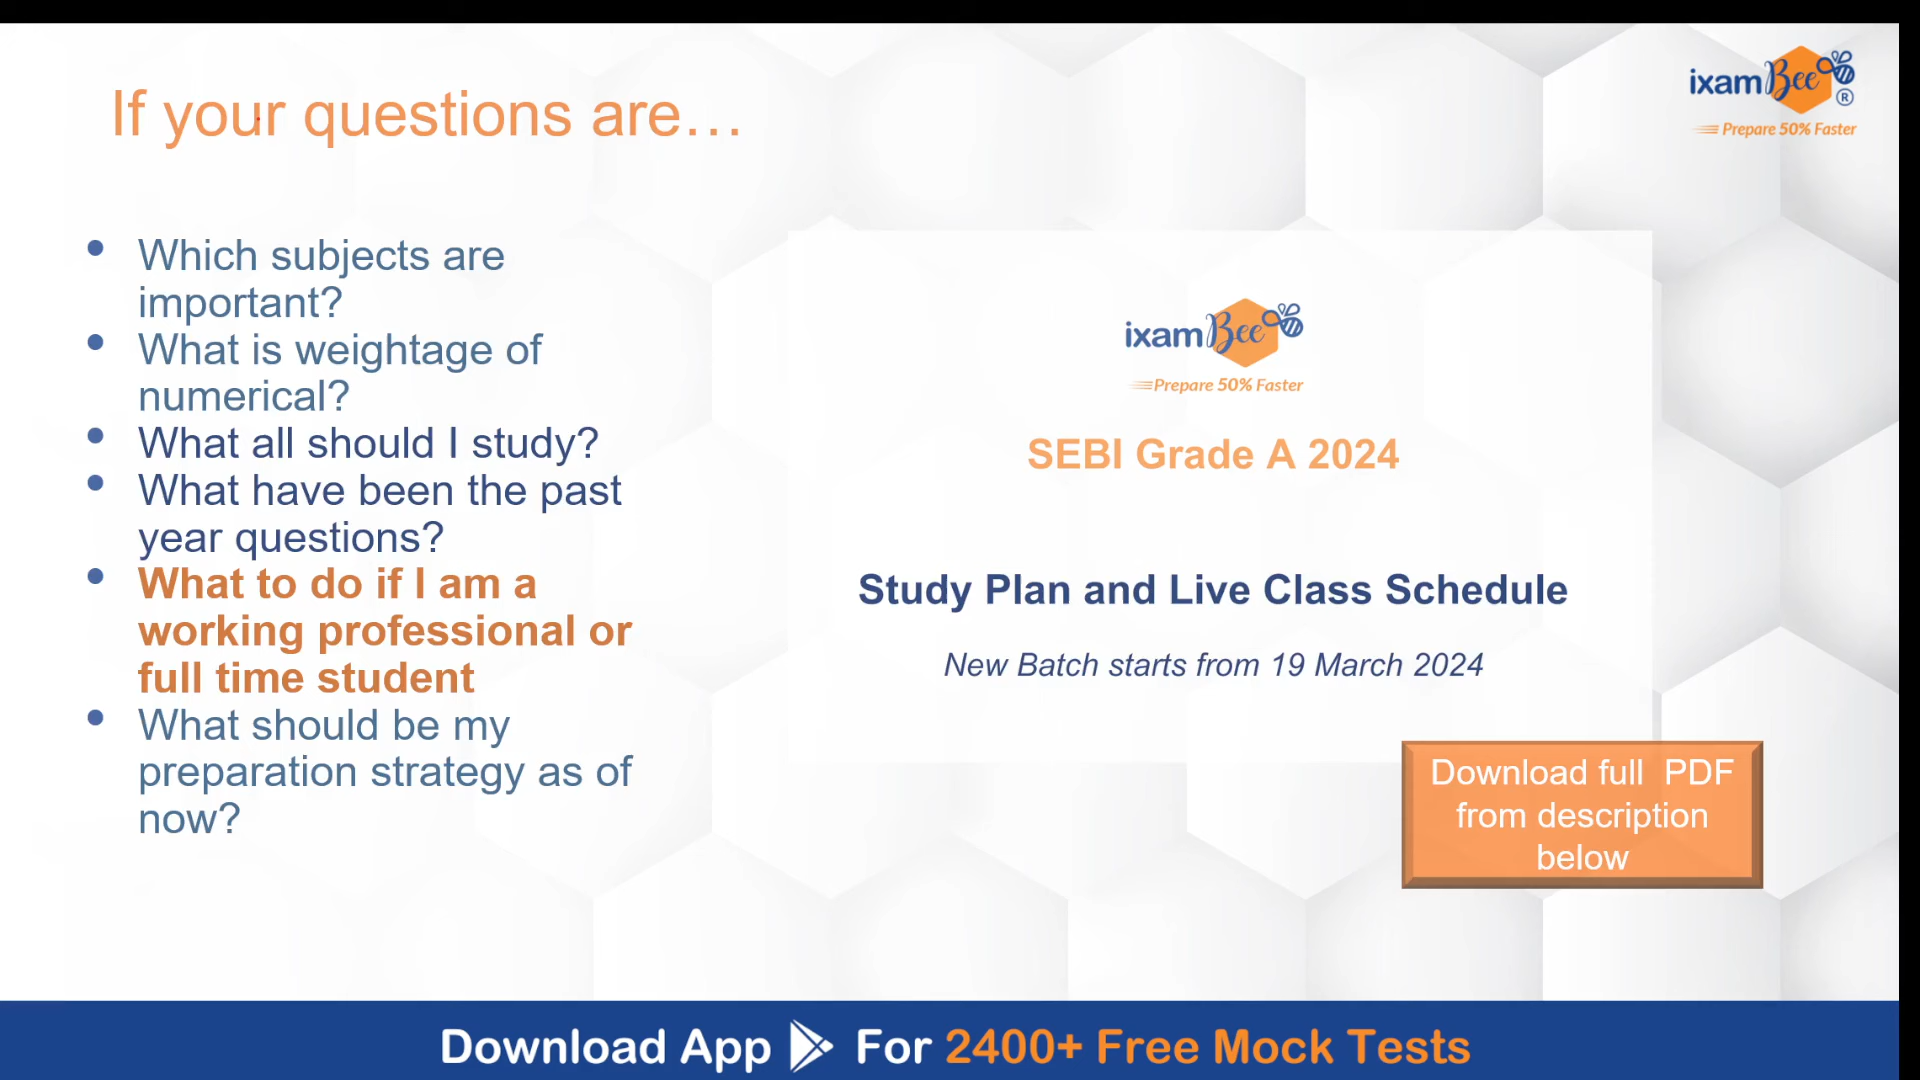 If your questions are…
ixamBee®
Prepare 50% Faster
• Which subjects are
important?
• What is weightage of
numerical?
• What all should I study?
• What have been the past
year questions?
• What to do if I am a
working professional or
full time student
• What should be my
preparation strategy as of
now?
ixamBee
Prepare 50% Faster
SEBI Grade A 2024
Study Plan and Live Class Schedule
New Batch starts from 19 March 2024
Download full PDF
from description
below
Download App For 2400+ Free Mock Tests